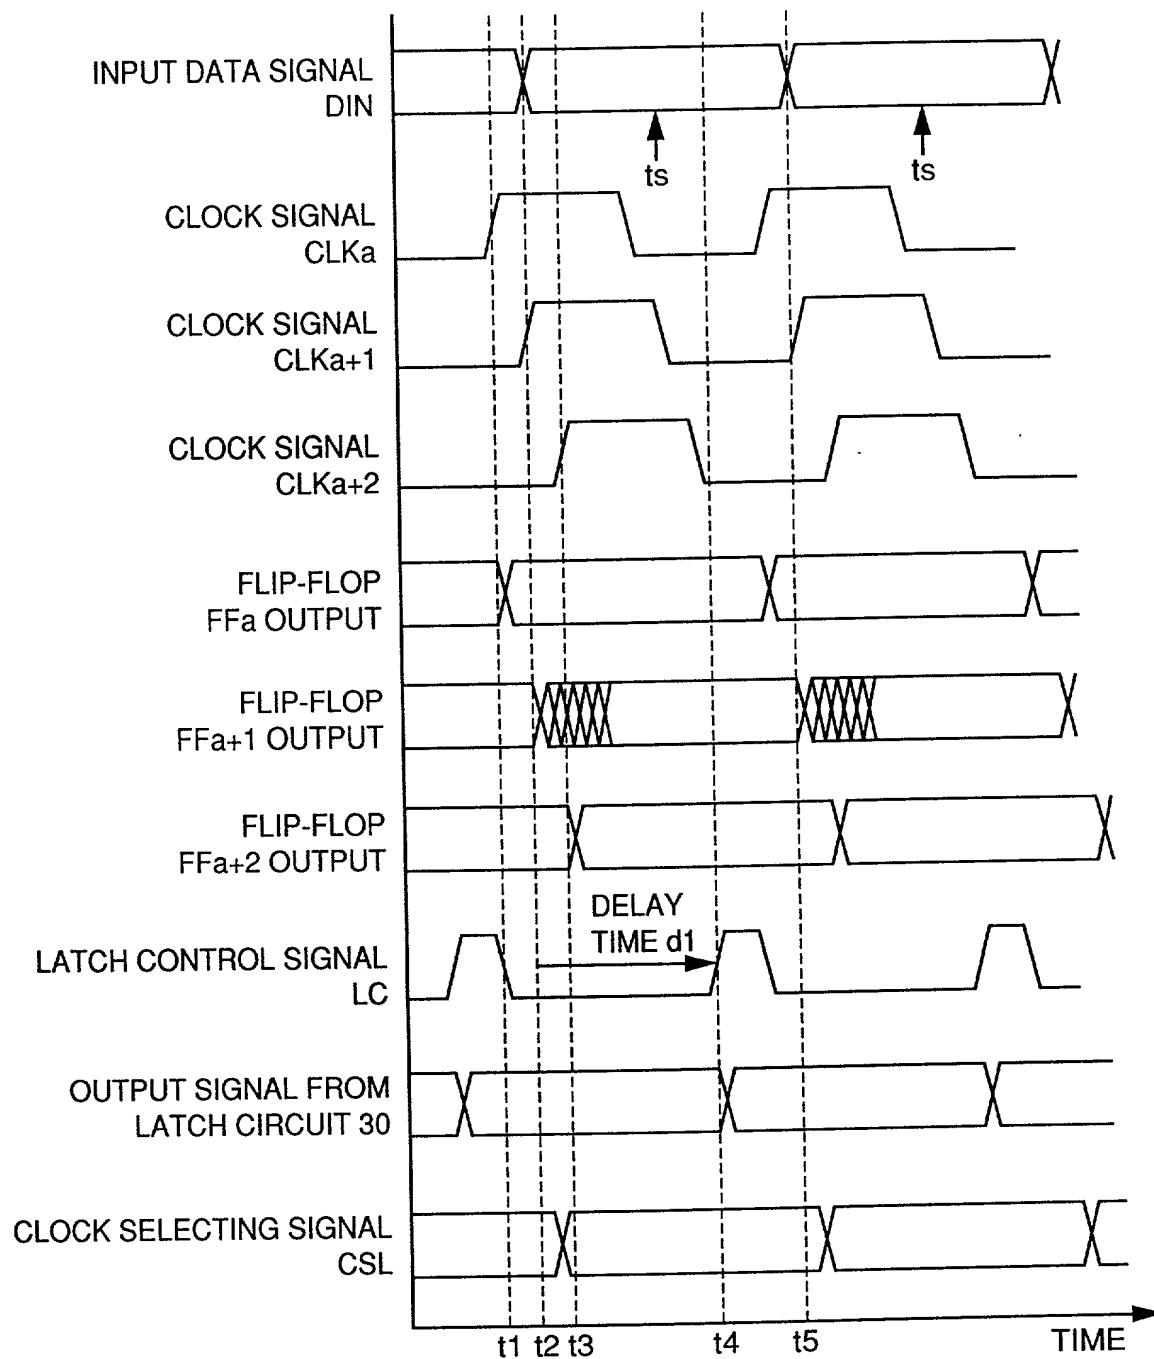 INPUT DATA SIGNAL
DIN
ts
ts
CLOCK SIGNAL
CLKa
CLOCK SIGNAL
CLKa+1
CLOCK SIGNAL
CLKa+2
FLIP-FLOP
FFa OUTPUT
FLIP-FLOP
FFa+1 OUTPUT
FLIP-FLOP
FFa+2 OUTPUT
DELAY
TIME d1
LATCH CONTROL SIGNAL
LC
OUTPUT SIGNAL FROM
LATCH CIRCUIT 30
CLOCK SELECTING SIGNAL
CSL
t1 t2 t3 t4 t5 TIME